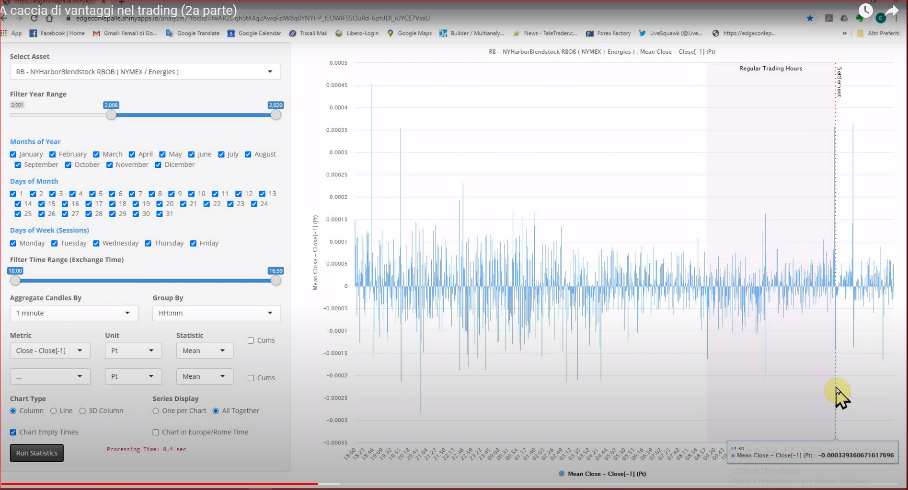 A caccia di vantaggi nel trading (2a parte)
App Facebook | Home M Gmail: l'email di Go... Google Translate Google Calendar Tiscali Mail Libero-Login Google Maps Builder / Multianaly... News - TeleTrader.c... Forex Factory LiveSquawk (@Live... https://edgeconlep... » Altri Preferiti
Select Asset
RB - NYHarborBlendstock RBOB ( NYMEX / Energies )
Filter Year Range
2,001 2,008 2,020
Months of Year
January February March April May June July August
September October November Dicember
Days of Month
1 2 3 4 5 6 7 8 9 10 11 12 13
14 15 16 17 18 19 20 21 22 23 24
25 26 27 28 29 30 31
Days of Week (Sessions)
Monday Tuesday Wednesday Thursday Friday
Filter Time Range (Exchange Time)
18:00 16:59
Aggregate Candles By Group By
1 minute HH:mm
Metric Unit Statistic
Close - Close[-1] Pt Mean Cums
... Pt Mean Cums
Chart Type Series Display
Column Line 3D Column One per Chart All Together
Chart Empty Times Chart in Europe/Rome Time
Run Statistics Processing Time: 0.4 sec
RB - NYHarborBlendstock RBOB ( NYMEX / Energies ) : Mean Close - Close[-1] (Pt)
Regular Trading Hours
Settlement
Mean Close - Close[-1] (Pt)
0.0005
0.00045
0.0004
0.00035
0.0003
0.00025
0.0002
0.00015
0.0001
0.00005
0
-0.00005
-0.0001
-0.00015
-0.0002
-0.00025
-0.0003
-0.00035
Mean Close - Close[-1] (Pt) : -0.000339360671617696
Mean Close - Close[-1] (Pt)